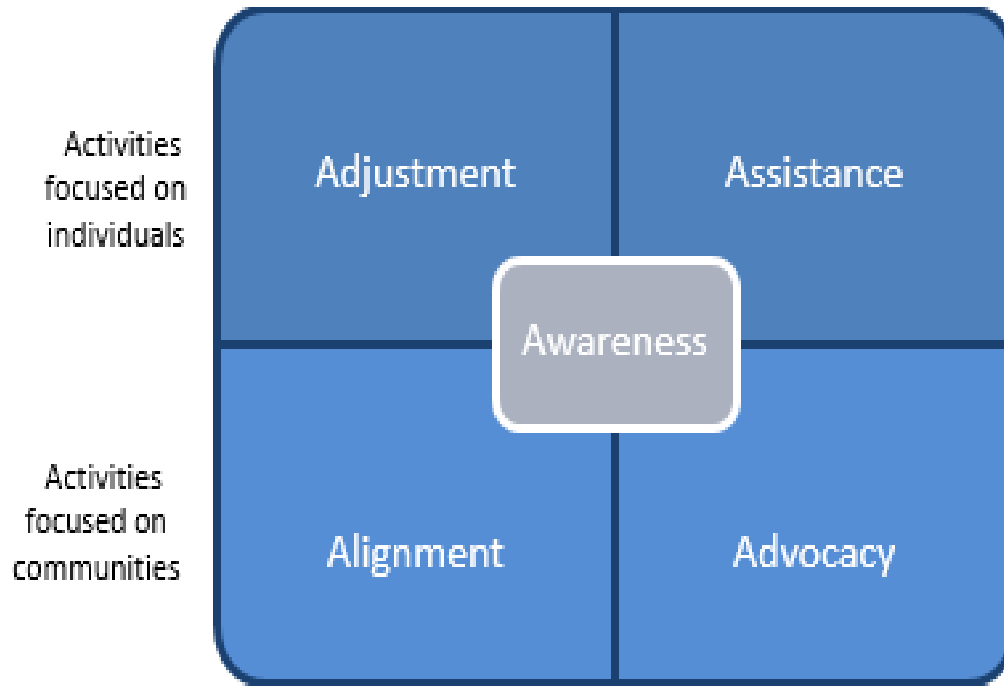 Activities
focused on
individuals
Adjustment
Assistance
Awareness
Activities
focused on
communities
Alignment
Advocacy